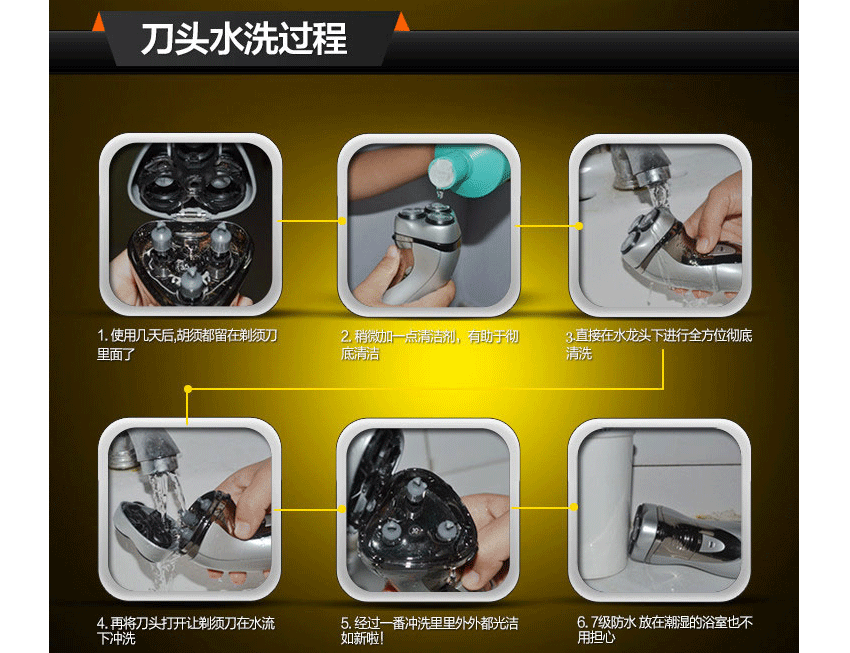 刀头水洗过程
1. 使用几天后,胡须都留在剃须刀
里面了
2. 稍微加一点清洁剂，有助于彻
底清洁
3.直接在水龙头下进行全方位彻底
清洗
4. 再将刀头打开让剃须刀在水流
下冲洗
5. 经过一番冲洗里里外外都光洁
如新啦!
6. 7级防水 放在潮湿的浴室也不
用担心